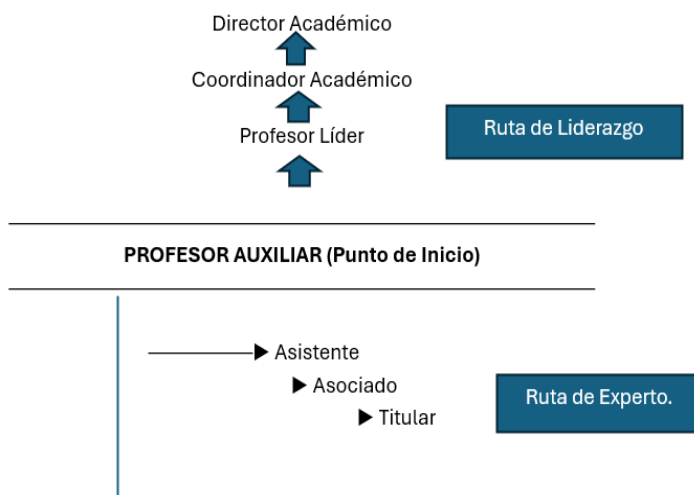 Director Académico
Coordinador Académico
Profesor Líder
Ruta de Liderazgo
PROFESOR AUXILIAR (Punto de Inicio)
Asistente
Asociado
Ruta de Experto.
Titular